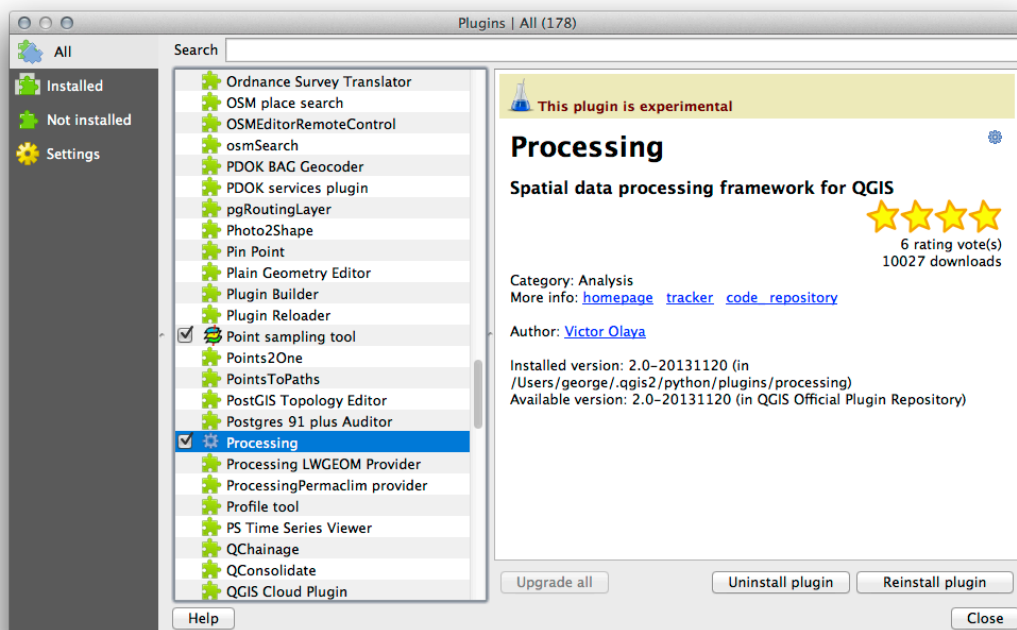 Plugins | All (178)
All
Installed
Not installed
Settings
Search
Ordnance Survey Translator
OSM place search
OSMEditorRemoteControl
osmSearch
PDOK BAG Geocoder
PDOK services plugin
pgRoutingLayer
Photo2Shape
Pin Point
Plain Geometry Editor
Plugin Builder
Plugin Reloader
Point sampling tool
Points2One
PointsToPaths
PostGIS Topology Editor
Postgres 91 plus Auditor
Processing
Processing LWGEOM Provider
ProcessingPermaclim provider
Profile tool
PS Time Series Viewer
QChainage
QConsolidate
QGIS Cloud Plugin
This plugin is experimental
Processing
Spatial data processing framework for QGIS
6 rating vote(s)
10027 downloads
Category: Analysis
More info: homepage tracker code repository
Author: Victor Olaya
Installed version: 2.0-20131120 (in
/Users/george/.qgis2/python/plugins/processing)
Available version: 2.0-20131120 (in QGIS Official Plugin Repository)
Upgrade all
Uninstall plugin
Reinstall plugin
Help
Close